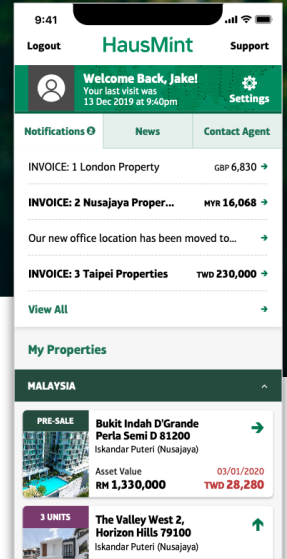 9:41
Logout HausMint Support
Welcome Back, Jake!
Your last visit was
13 Dec 2019 at 9:40pm
Settings
Notifications 2 News Contact Agent
INVOICE: 1 London Property GBP 6,830
INVOICE: 2 Nusajaya Proper... MYR 16,068
Our new office location has been moved to...
INVOICE: 3 Taipei Properties TWD 230,000
View All
My Properties
MALAYSIA
PRE-SALE
Bukit Indah D'Grande
Perla Semi D 81200
Iskandar Puteri (Nusajaya)
Asset Value 03/01/2020
RM 1,330,000 TWD 28,280
3 UNITS
The Valley West 2,
Horizon Hills 79100
Iskandar Puteri (Nusajaya)